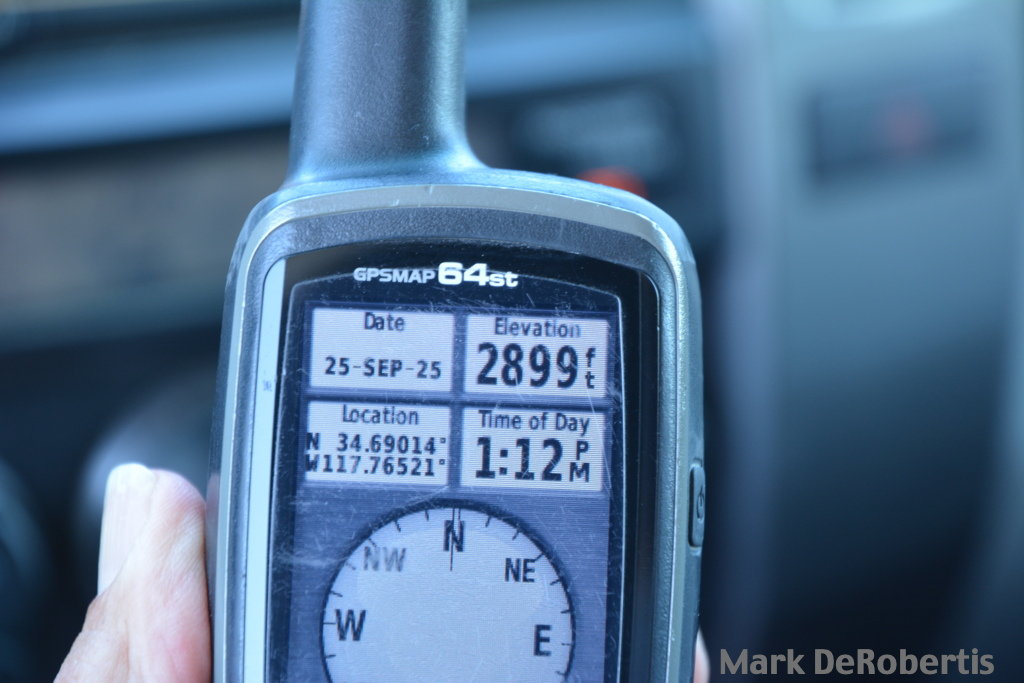 GPSMAP 64st
Date
25-SEP-25
Elevation
2899 ft
Location
N 34.69014°
W117.76521°
Time of Day
1:12 PM
N
NW
NE
W
E
Mark DeRobertis